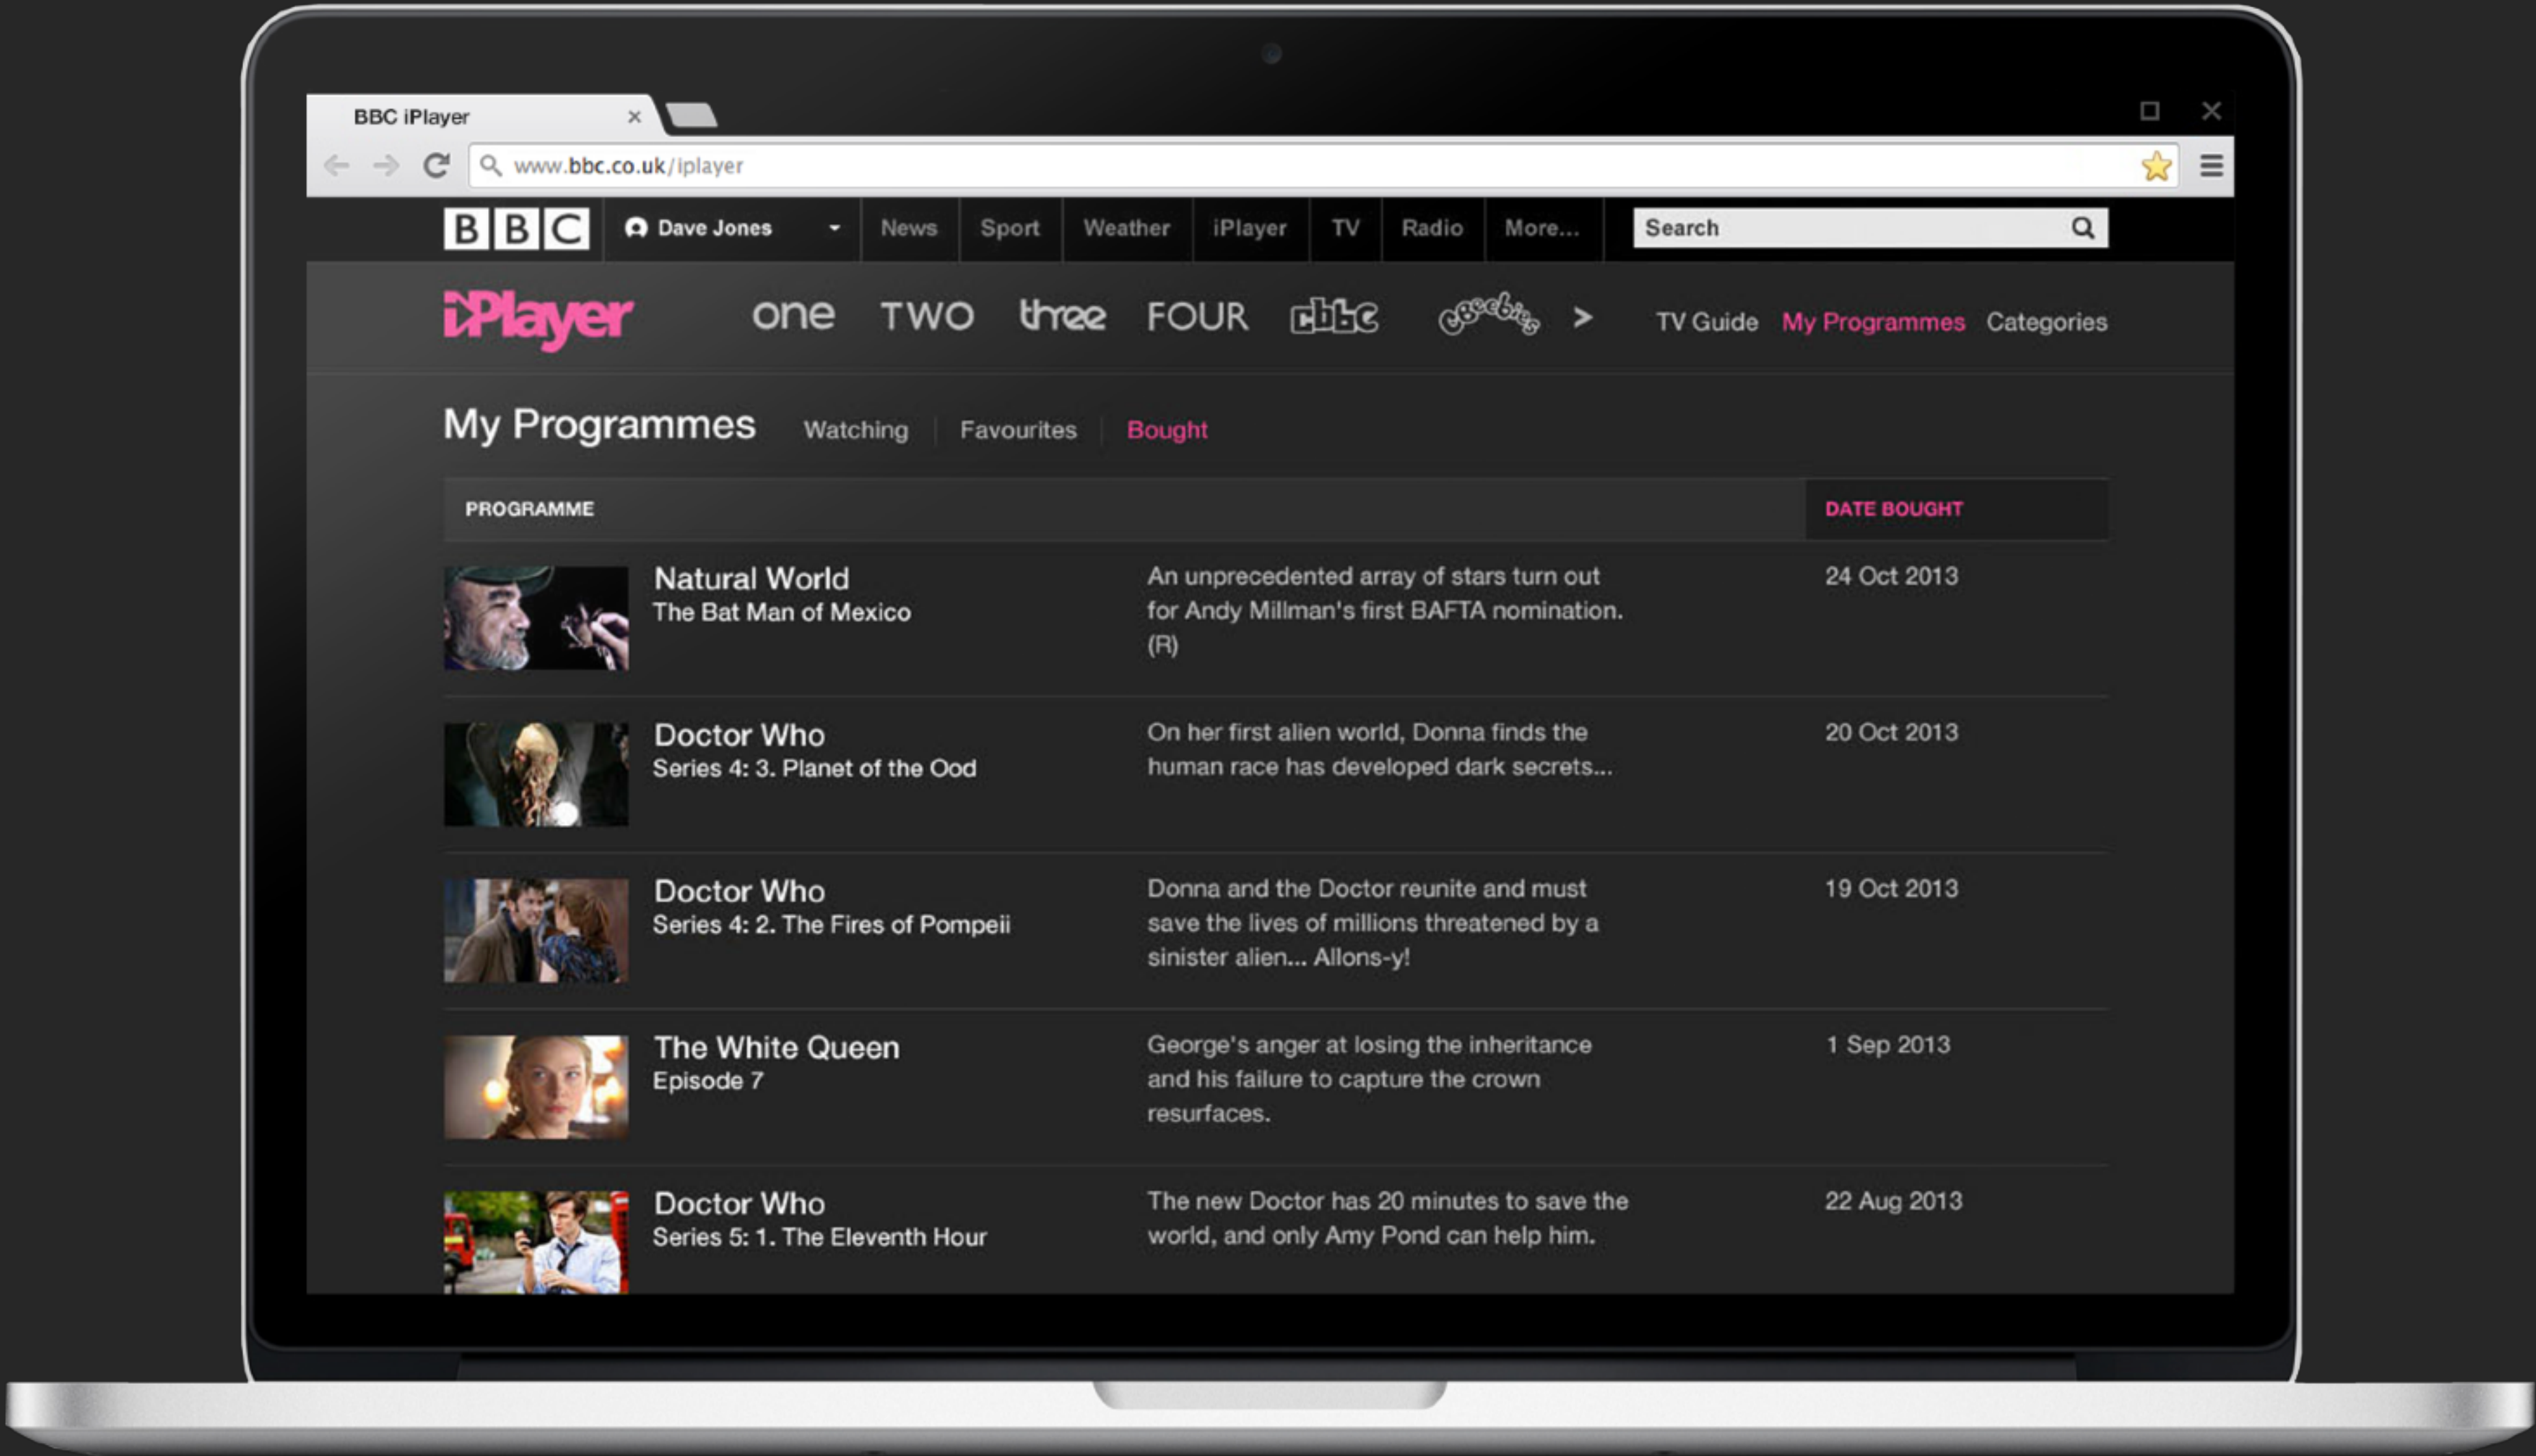 BBC iPlayer
www.bbc.co.uk/iplayer
BBC Dave Jones News Sport Weather iPlayer TV Radio More... Search
iPlayer one TWO three FOUR cbbc cbeebies > TV Guide My Programmes Categories
My Programmes Watching Favourites Bought
PROGRAMME DATE BOUGHT
Natural World
The Bat Man of Mexico
An unprecedented array of stars turn out
for Andy Millman's first BAFTA nomination.
(R)
24 Oct 2013
Doctor Who
Series 4: 3. Planet of the Ood
On her first alien world, Donna finds the
human race has developed dark secrets...
20 Oct 2013
Doctor Who
Series 4: 2. The Fires of Pompeii
Donna and the Doctor reunite and must
save the lives of millions threatened by a
sinister alien... Allons-y!
19 Oct 2013
The White Queen
Episode 7
George's anger at losing the inheritance
and his failure to capture the crown
resurfaces.
1 Sep 2013
Doctor Who
Series 5: 1. The Eleventh Hour
The new Doctor has 20 minutes to save the
world, and only Amy Pond can help him.
22 Aug 2013